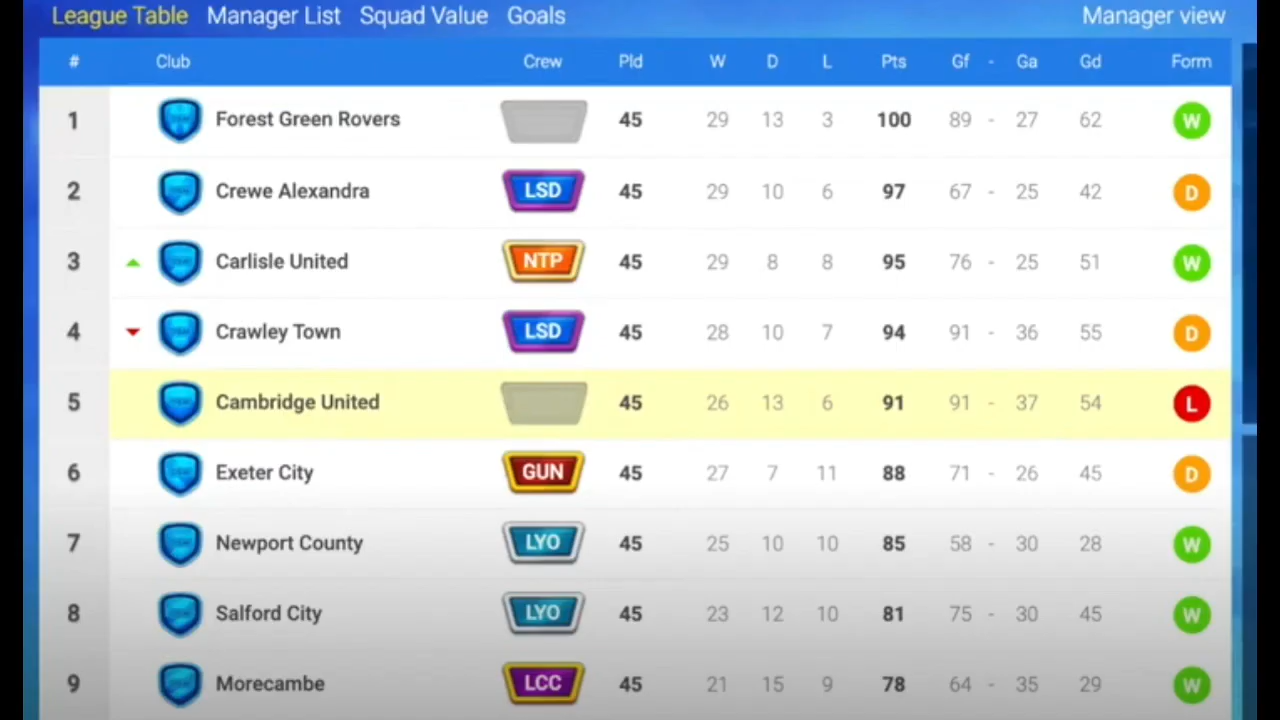 League Table Manager List Squad Value Goals Manager view
# Club Crew Pld W D L Pts Gf - Ga Gd Form
1 Forest Green Rovers 45 29 13 3 100 89 - 27 62 W
2 Crewe Alexandra LSD 45 29 10 6 97 67 - 25 42 D
3 Carlisle United NTP 45 29 8 8 95 76 - 25 51 W
4 Crawley Town LSD 45 28 10 7 94 91 - 36 55 D
5 Cambridge United 45 26 13 6 91 91 - 37 54 L
6 Exeter City GUN 45 27 7 11 88 71 - 26 45 D
7 Newport County LYO 45 25 10 10 85 58 - 30 28 W
8 Salford City LYO 45 23 12 10 81 75 - 30 45 W
9 Morecambe LCC 45 21 15 9 78 64 - 35 29 W